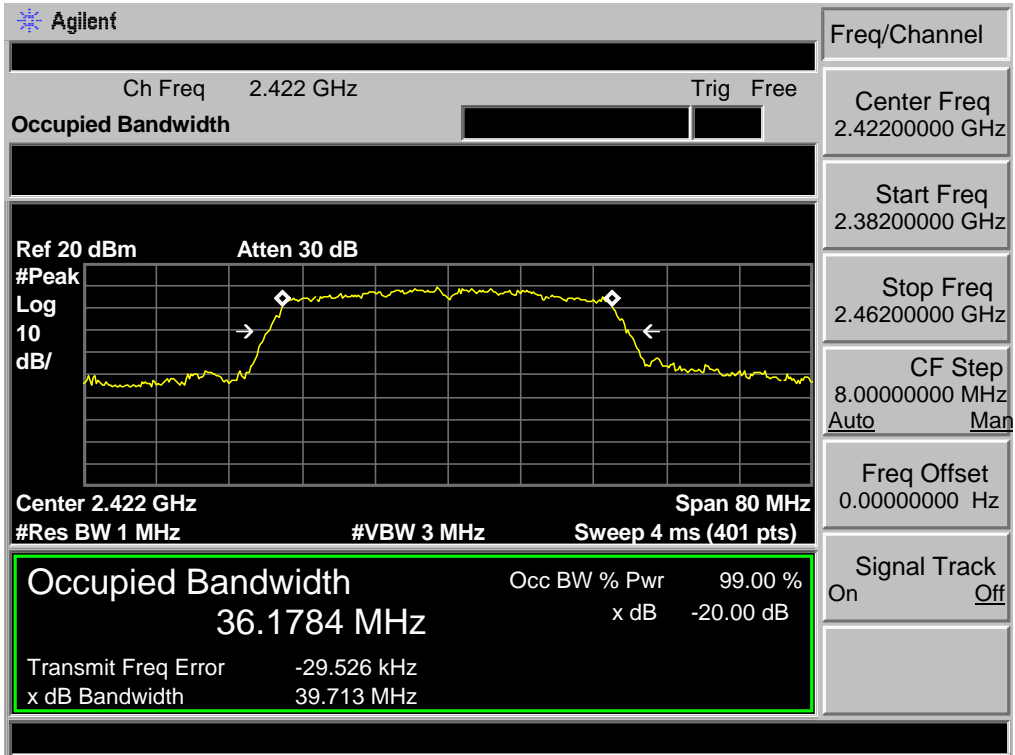 Agilent
Freq/Channel
Ch Freq 2.422 GHz Trig Free
Occupied Bandwidth
Center Freq
2.42200000 GHz
Start Freq
2.38200000 GHz
Stop Freq
2.46200000 GHz
CF Step
8.00000000 MHz
Auto Man
Freq Offset
0.00000000 Hz
Signal Track
On Off
Ref 20 dBm Atten 30 dB
#Peak
Log
10
dB/
Center 2.422 GHz Span 80 MHz
#Res BW 1 MHz #VBW 3 MHz Sweep 4 ms (401 pts)
Occupied Bandwidth Occ BW % Pwr 99.00 %
36.1784 MHz x dB -20.00 dB
Transmit Freq Error -29.526 kHz
x dB Bandwidth 39.713 MHz